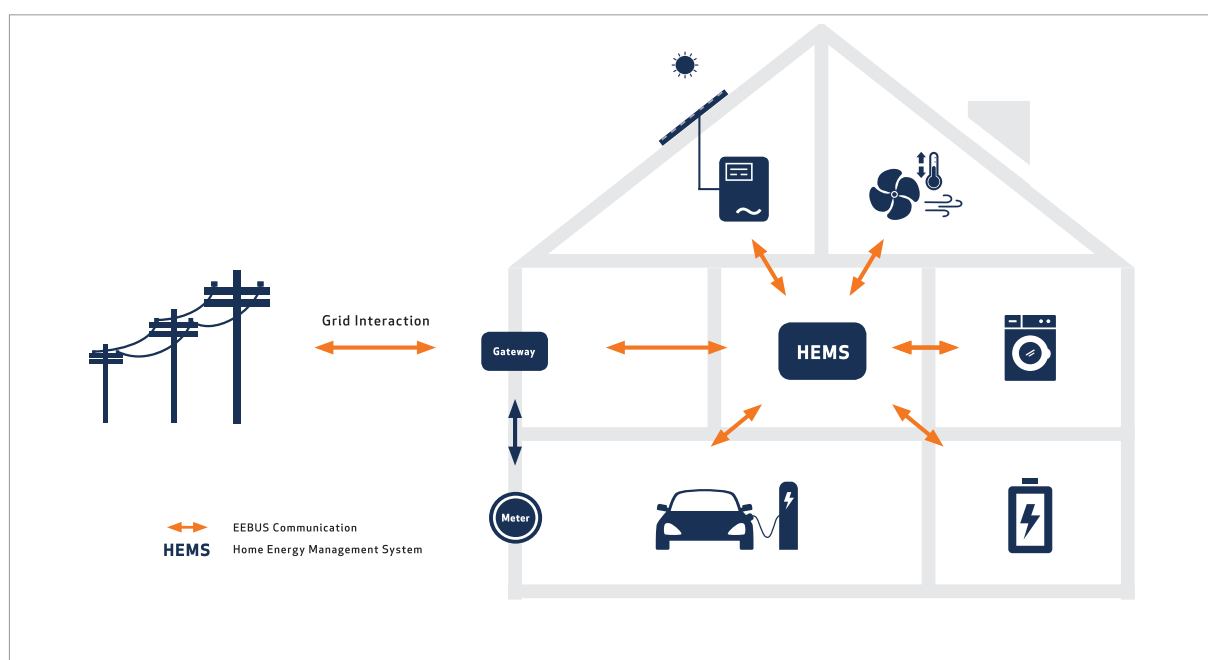 Grid Interaction
Gateway
HEMS
Meter
EEBUS Communication
HEMS Home Energy Management System